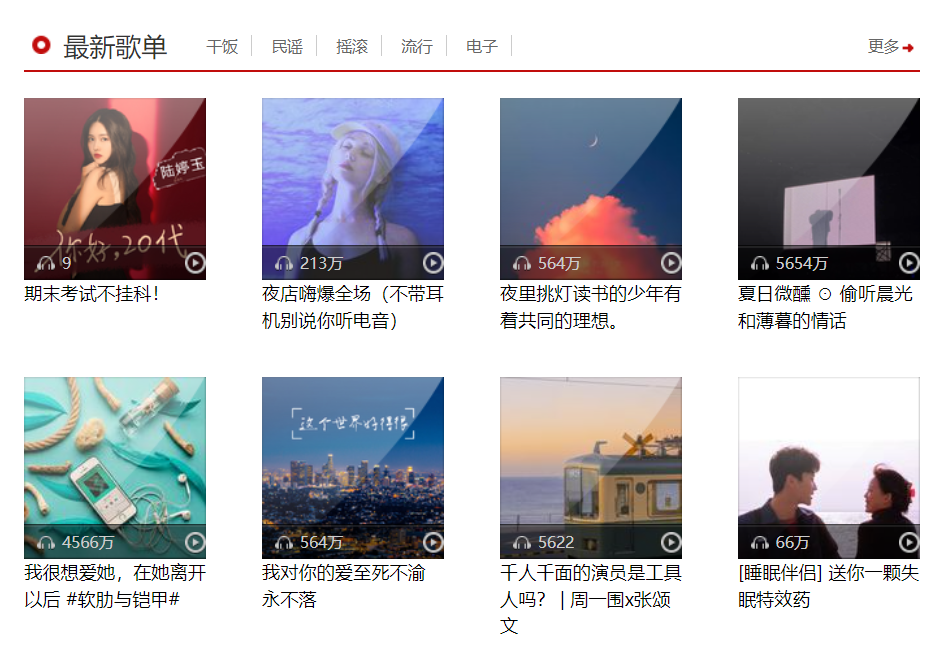 最新歌单 干饭 民谣 摇滚 流行 电子 更多
陆婷玉
你好,20代
9
213万
564万
5654万
期末考试不挂科！
夜店嗨爆全场（不带耳
机别说你听电音）
夜里挑灯读书的少年有
着共同的理想。
夏日微醺 ⊙ 偷听晨光
和薄暮的情话
这个世界好得很
4566万
564万
5622
66万
我很想爱她，在她离开
以后 #软肋与铠甲#
我对你的爱至死不渝
永不落
千人千面的演员是工具
人吗？ | 周一围x张颂
文
[睡眠伴侣] 送你一颗失
眠特效药